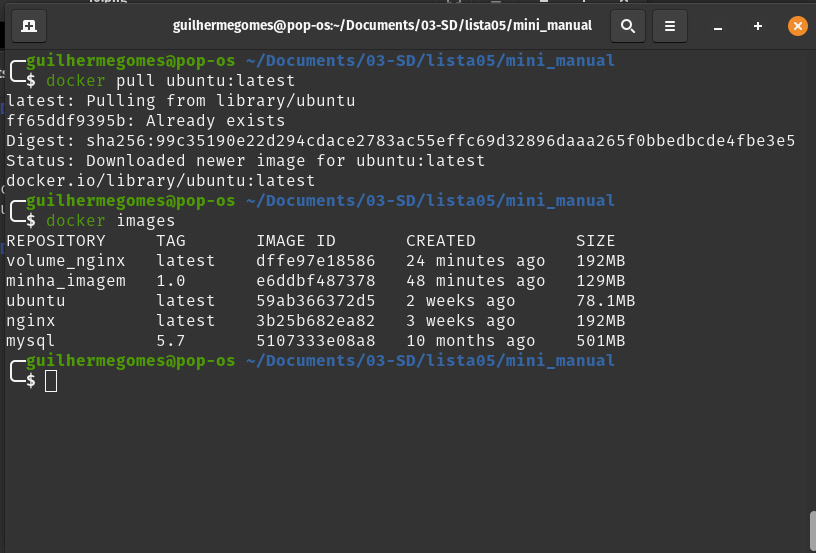 guilhermegomes@pop-os:~/Documents/03-SD/lista05/mini_manual
guilhermegomes@pop-os ~/Documents/03-SD/lista05/mini_manual
$ docker pull ubuntu:latest
latest: Pulling from library/ubuntu
ff65ddf9395b: Already exists
Digest: sha256:99c35190e22d294cdace2783ac55effc69d32896daaa265f0bbedbcde4fbe3e5
Status: Downloaded newer image for ubuntu:latest
docker.io/library/ubuntu:latest
guilhermegomes@pop-os ~/Documents/03-SD/lista05/mini_manual
$ docker images
REPOSITORY TAG IMAGE ID CREATED SIZE
volume_nginx latest dffe97e18586 24 minutes ago 192MB
minha_imagem 1.0 e6ddbf487378 48 minutes ago 129MB
ubuntu latest 59ab366372d5 2 weeks ago 78.1MB
nginx latest 3b25b682ea82 3 weeks ago 192MB
mysql 5.7 5107333e08a8 10 months ago 501MB
guilhermegomes@pop-os ~/Documents/03-SD/lista05/mini_manual
$